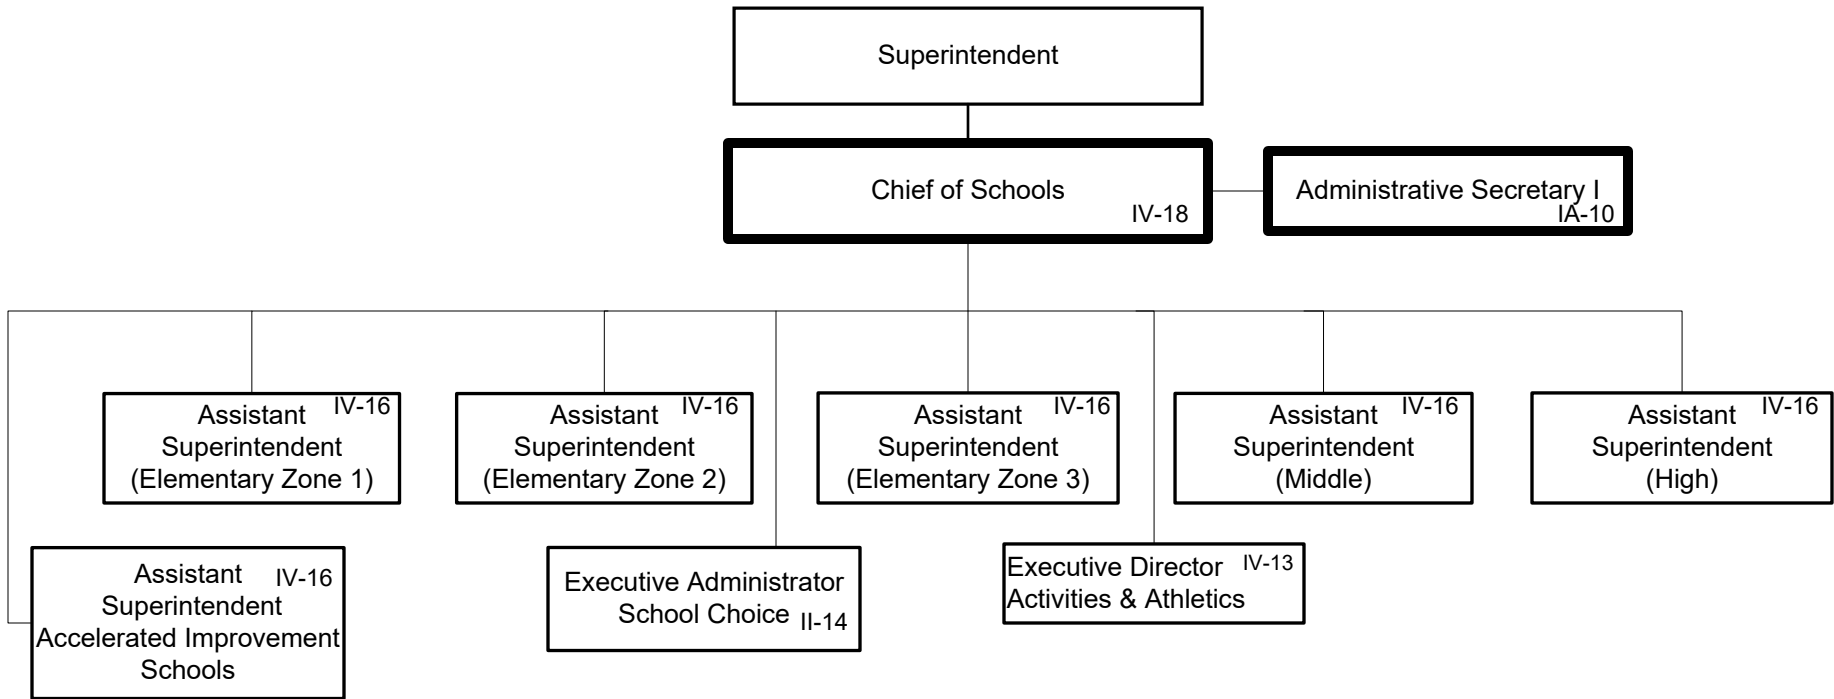 Superintendent
Chief of Schools
IV-18
Administrative Secretary I
IA-10
Assistant IV-16
Superintendent
(Elementary Zone 1)
Assistant IV-16
Superintendent
(Elementary Zone 2)
Assistant IV-16
Superintendent
(Elementary Zone 3)
Assistant IV-16
Superintendent
(Middle)
Assistant IV-16
Superintendent
(High)
Assistant IV-16
Superintendent
Accelerated Improvement
Schools
Executive Administrator
School Choice II-14
Executive Director IV-13
Activities & Athletics